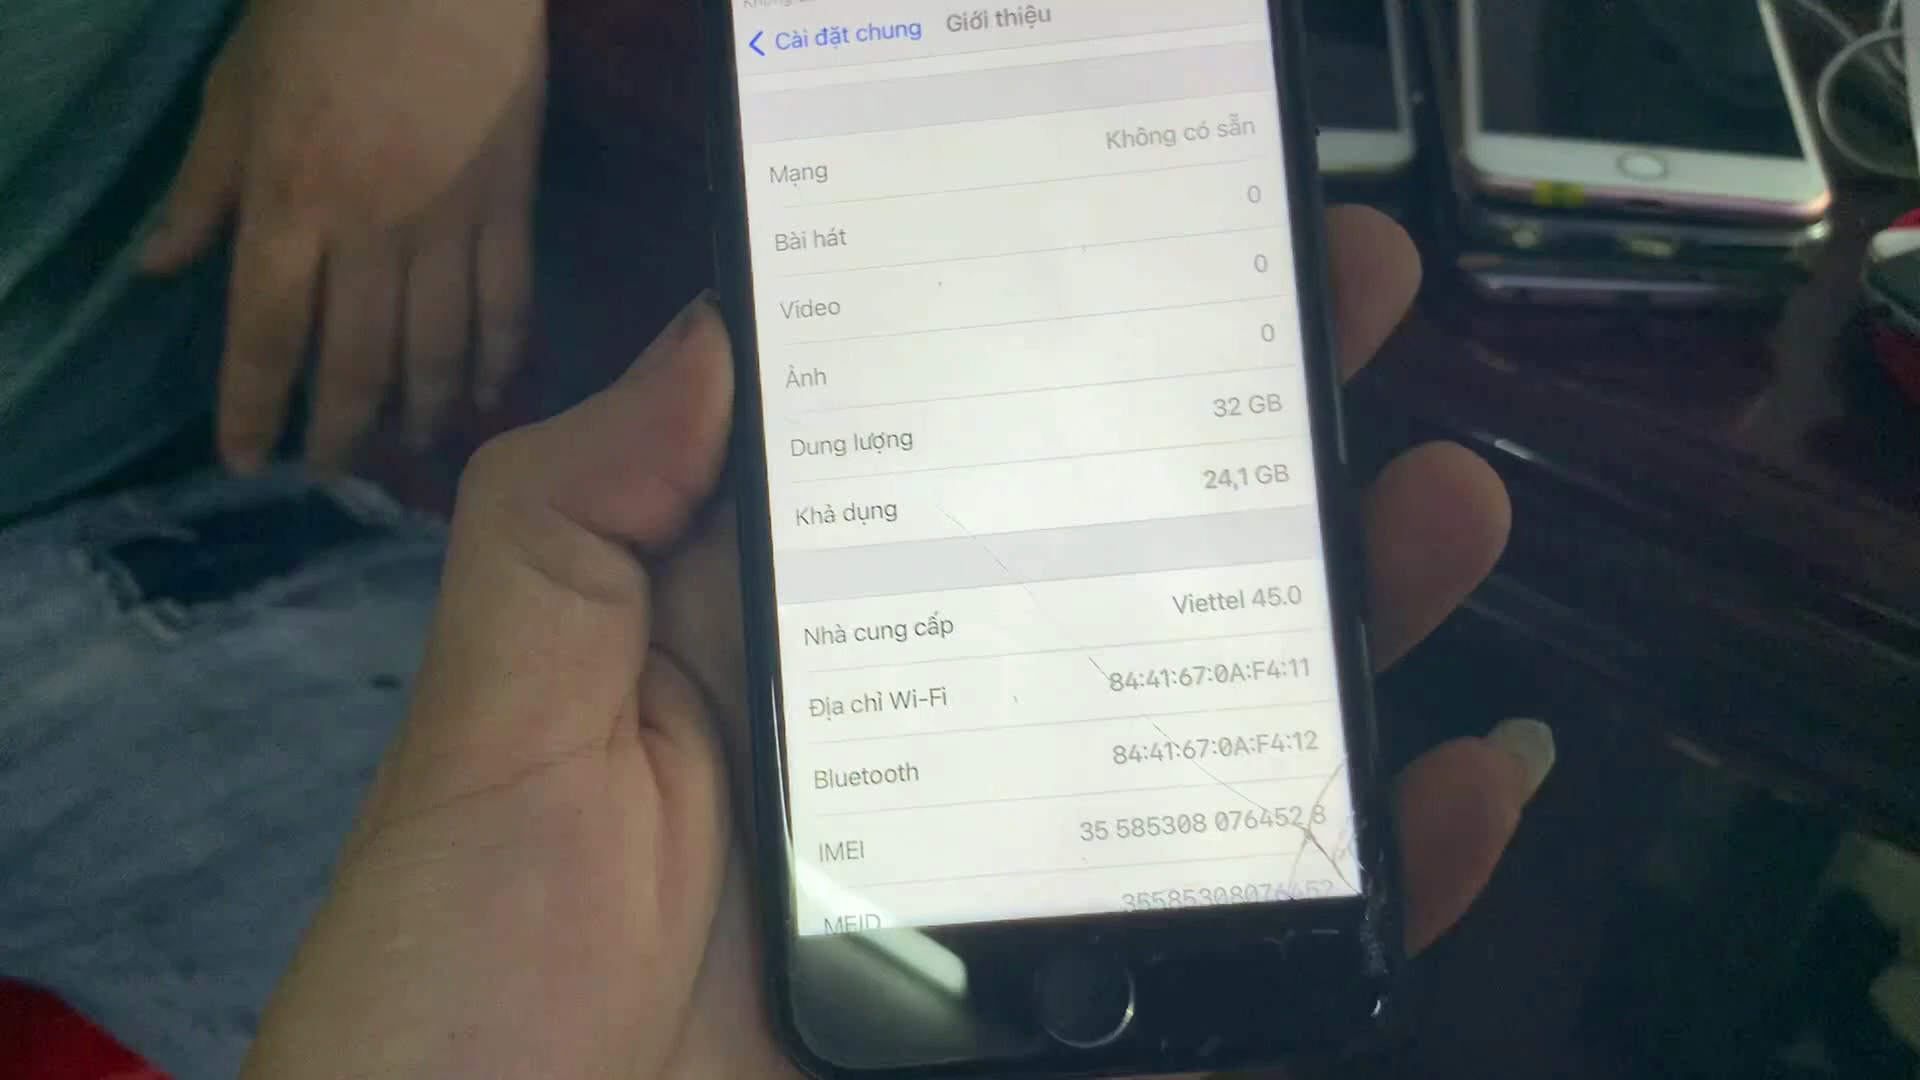 Cài đặt chung Giới thiệu
Mạng Không có sẵn
Bài hát 0
Video 0
Ảnh 0
Dung lượng 32 GB
Khả dụng 24,1 GB
Nhà cung cấp Viettel 45.0
Địa chỉ Wi-Fi 84:41:67:0A:F4:11
Bluetooth 84:41:67:0A:F4:12
IMEI 35 585308 076452 8
MEID 35585308076452